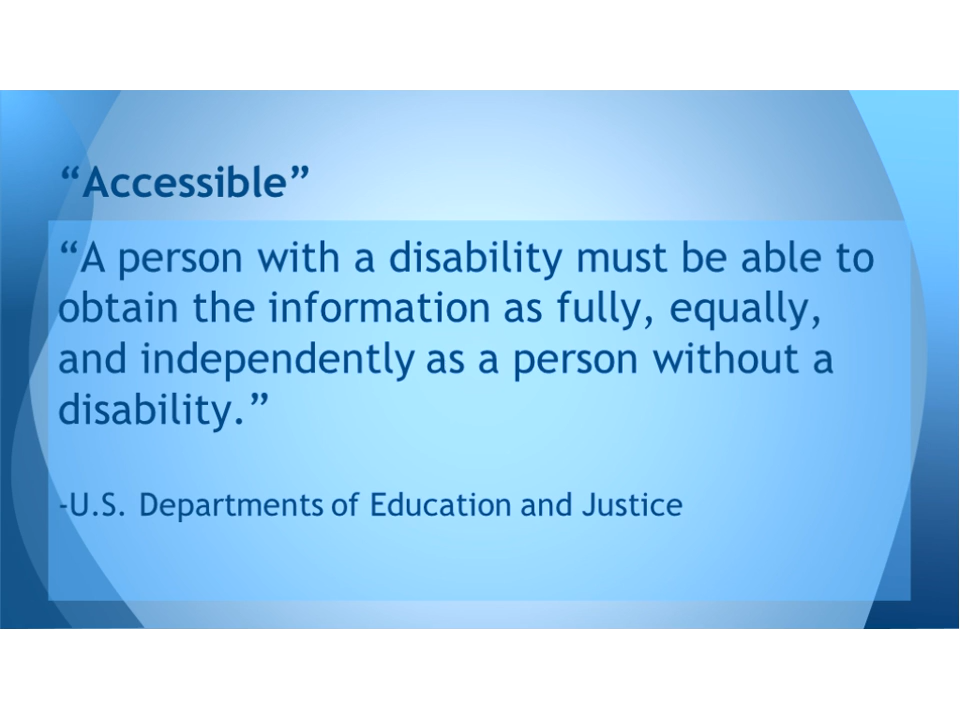 “Accessible”
“A person with a disability must be able to
obtain the information as fully, equally,
and independently as a person without a
disability.”
-U.S. Departments of Education and Justice